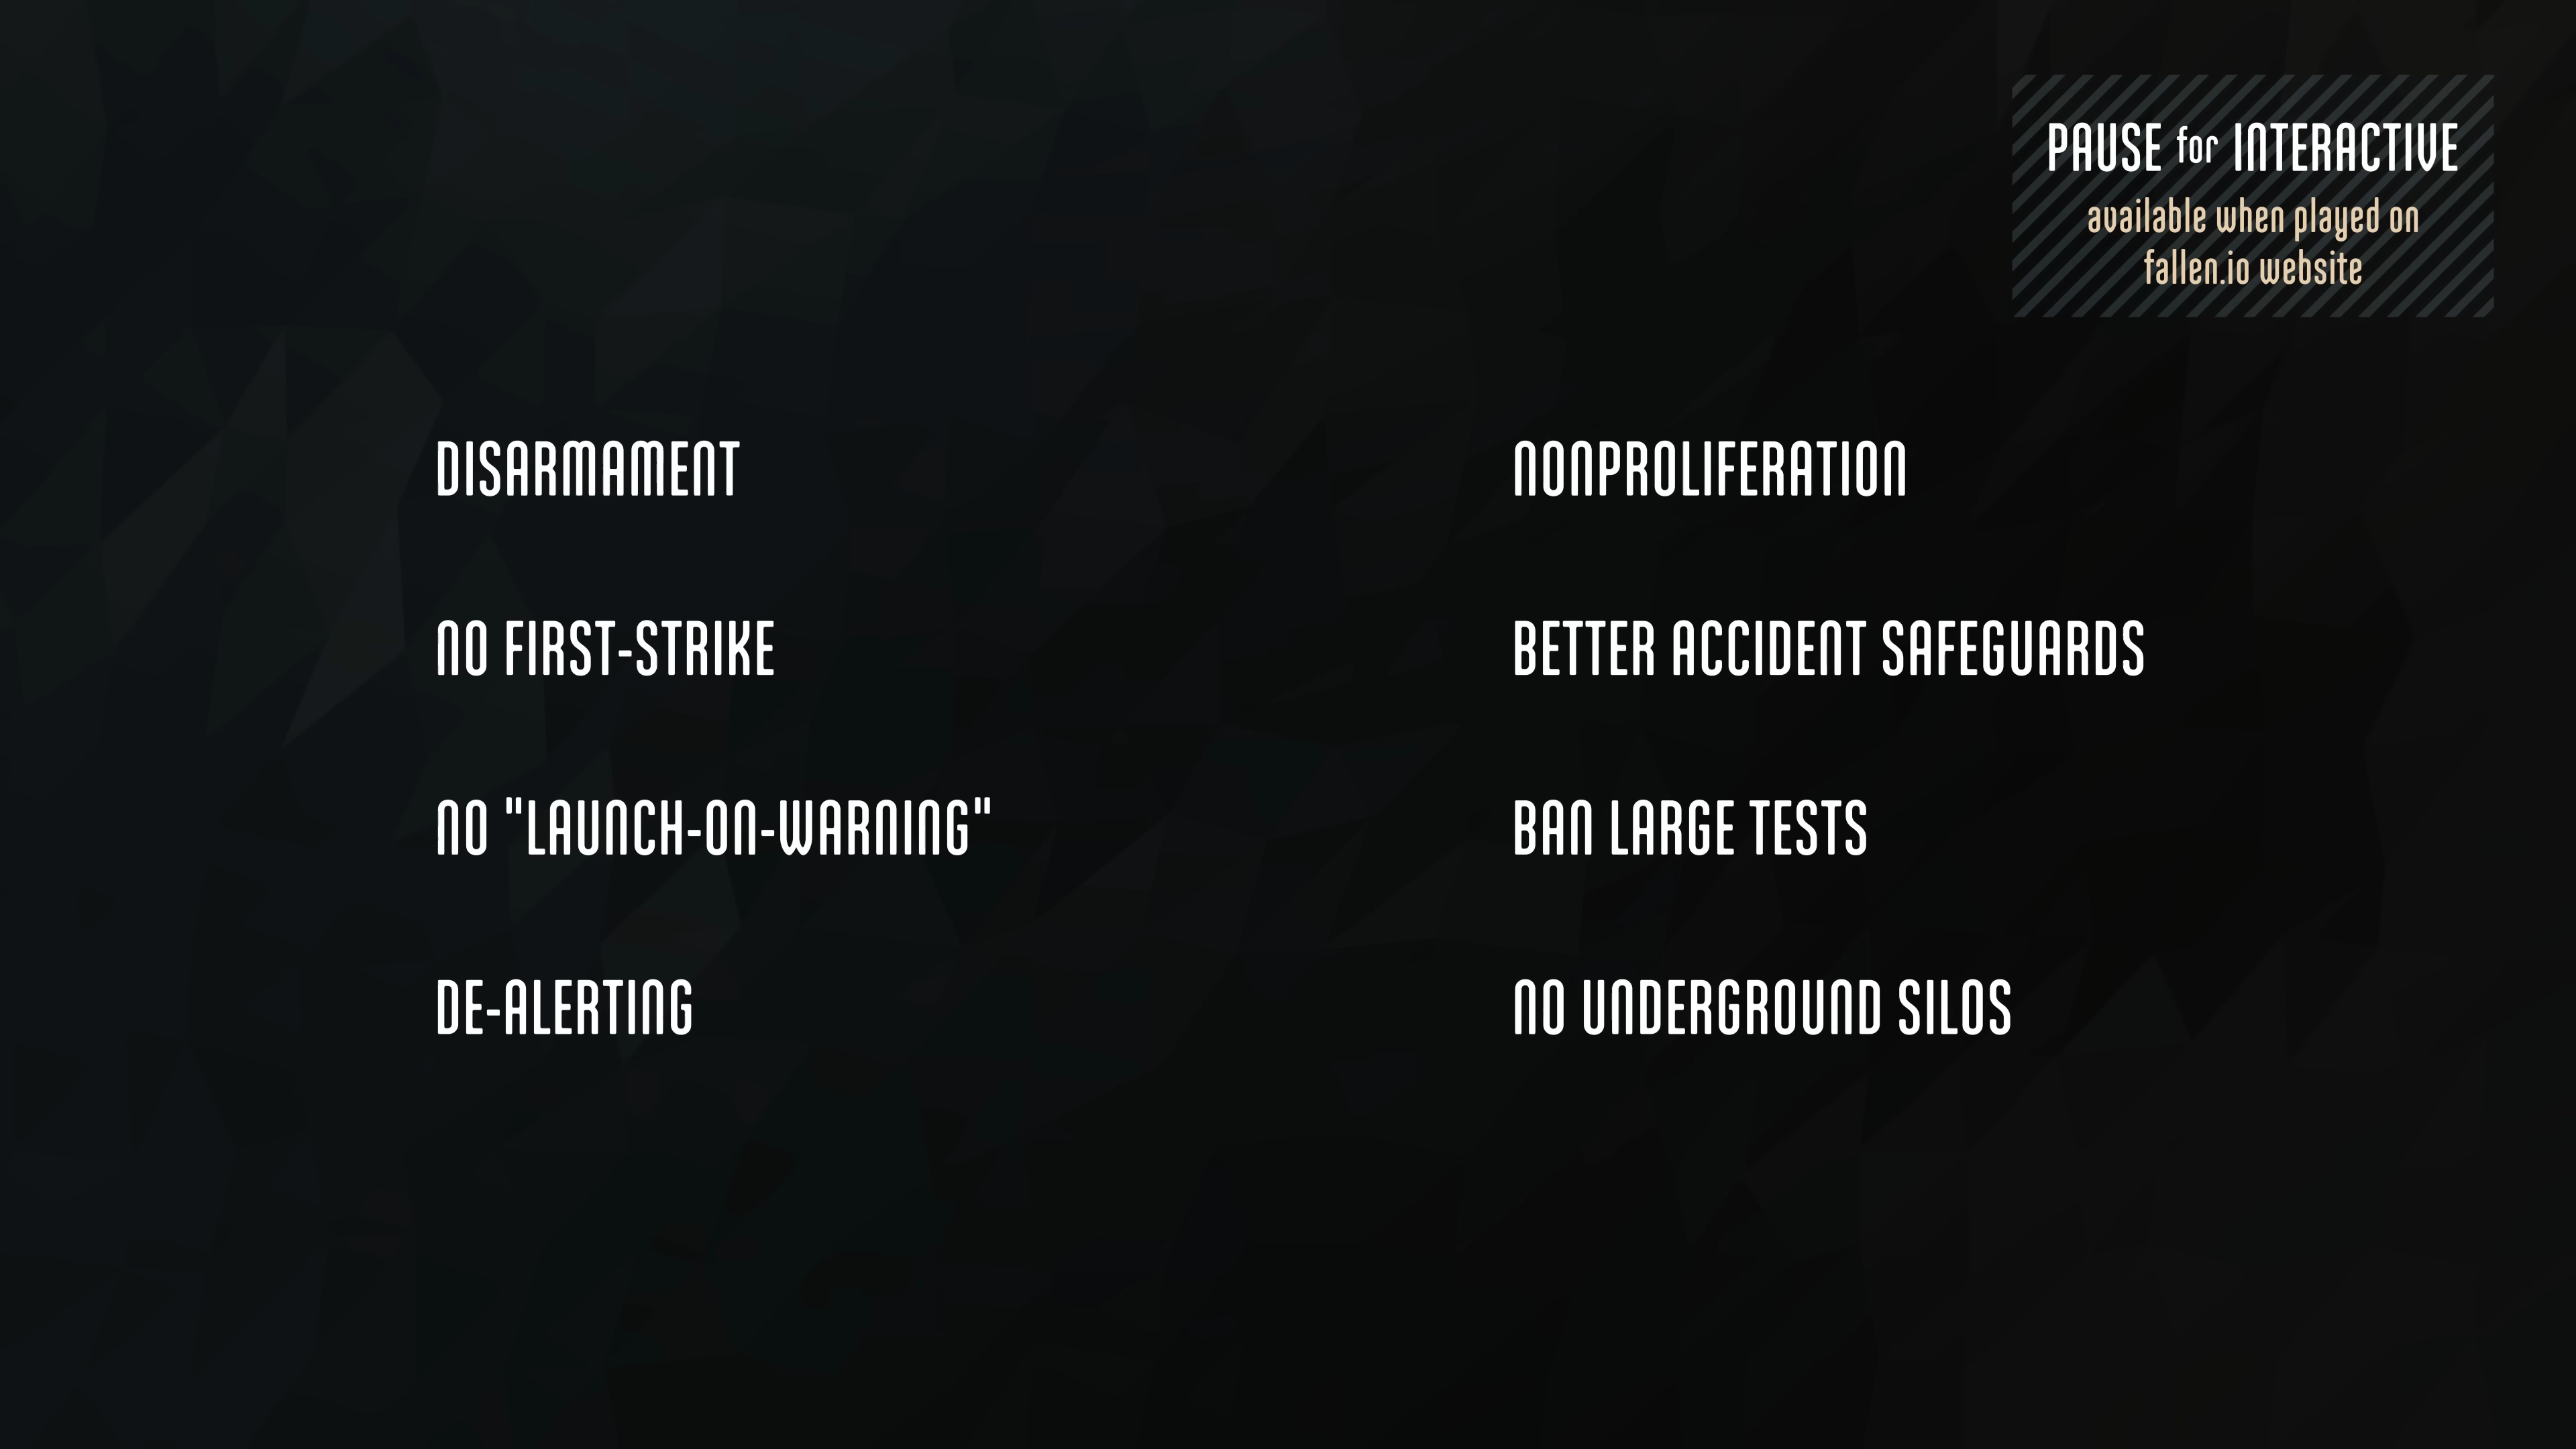 PAUSE for INTERACTIVE
available when played on
fallen.io website
DISARMAMENT
NO FIRST-STRIKE
NO "LAUNCH-ON-WARNING"
DE-ALERTING
NONPROLIFERATION
BETTER ACCIDENT SAFEGUARDS
BAN LARGE TESTS
NO UNDERGROUND SILOS